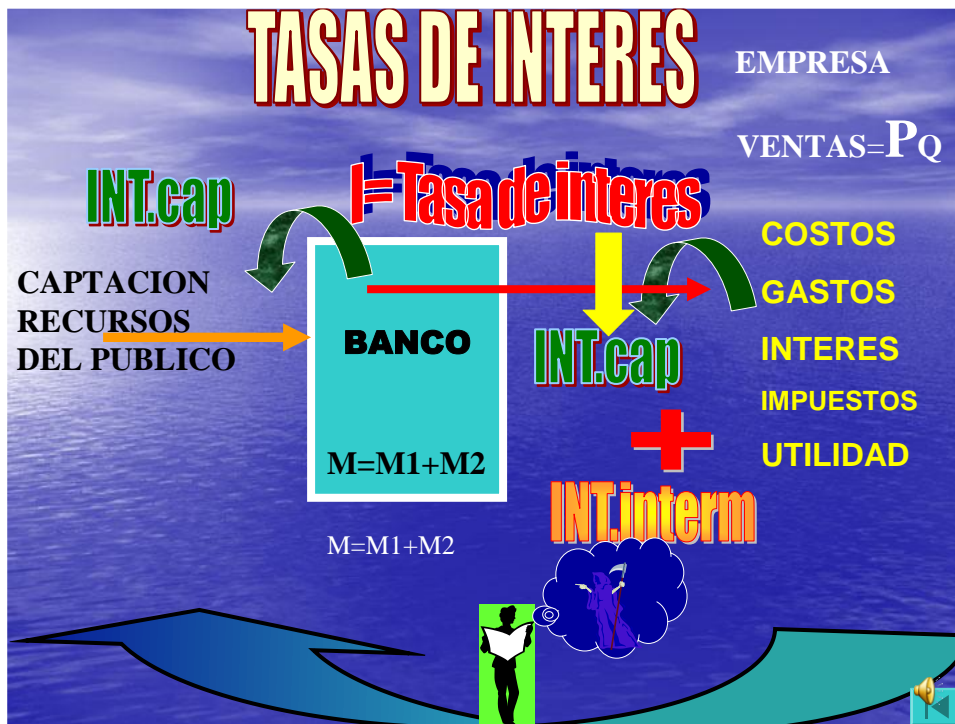 TASAS DE INTERES
EMPRESA
VENTAS=PQ
INT.cap
I= Tasa de interes
CAPTACION
RECURSOS
DEL PUBLICO
BANCO
M=M1+M2
M=M1+M2
INT.cap
INT.interm
COSTOS
GASTOS
INTERES
IMPUESTOS
UTILIDAD